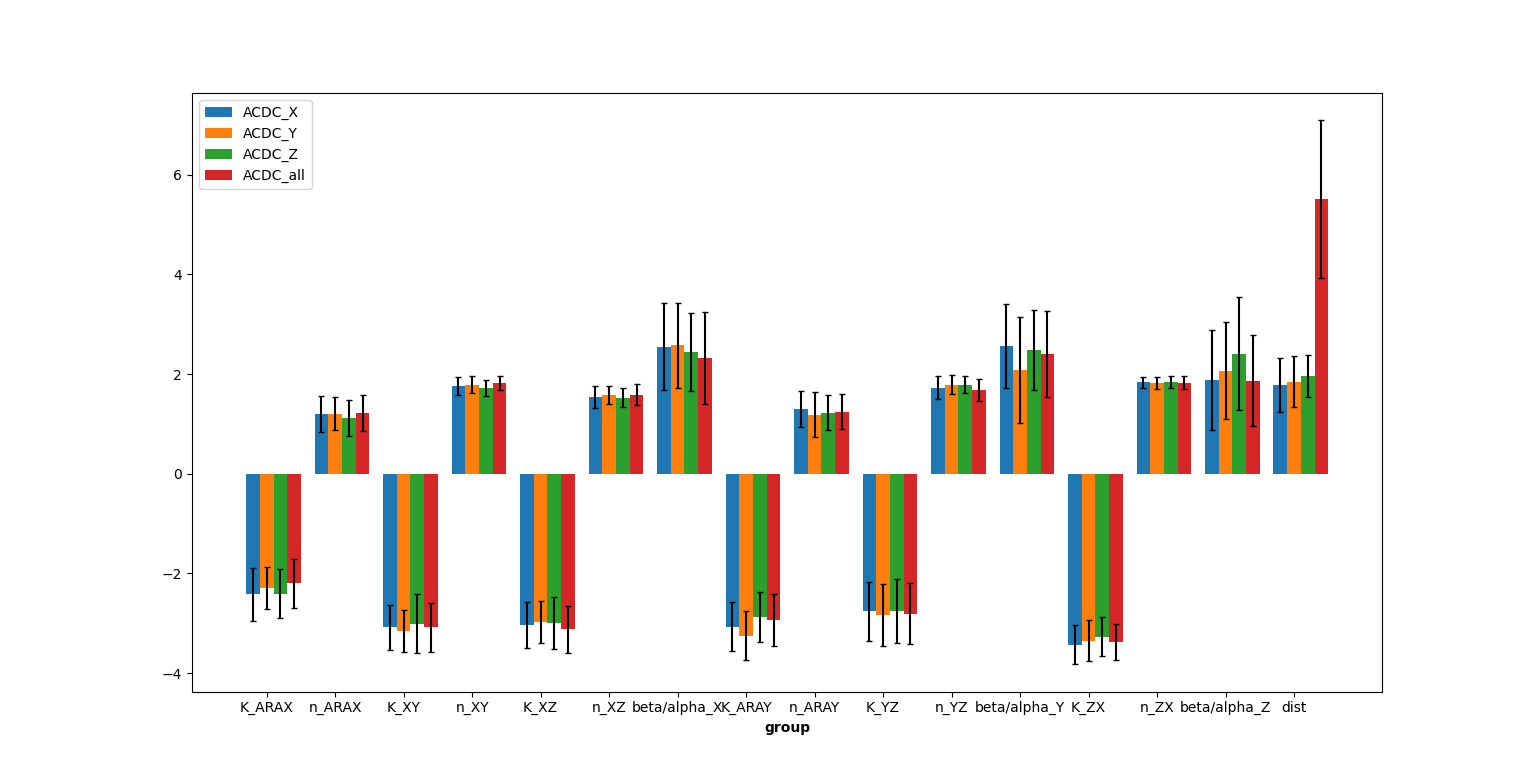 ACDC_X
ACDC_Y
ACDC_Z
ACDC_all
6
4
2
0
−2
−4
K_ARAX n_ARAX K_XY n_XY K_XZ n_XZ beta/alpha_X K_ARAY n_ARAY K_YZ n_YZ beta/alpha_Y K_ZX n_ZX beta/alpha_Z dist
group